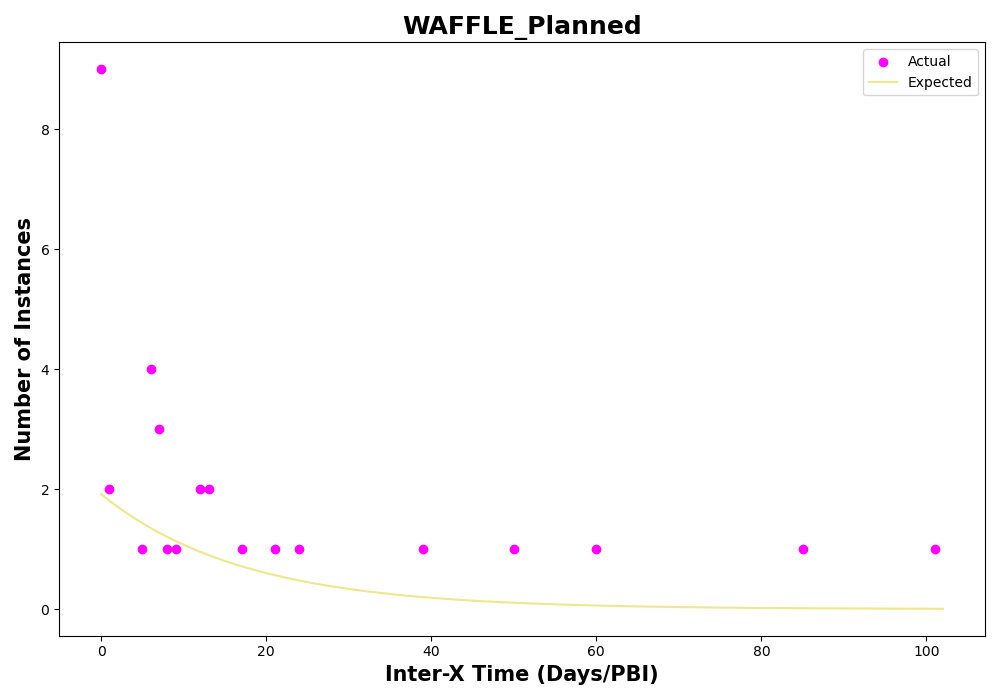 WAFFLE_Planned
Actual
Expected
Number of Instances
8
6
4
2
0
0 20 40 60 80 100
Inter-X Time (Days/PBI)